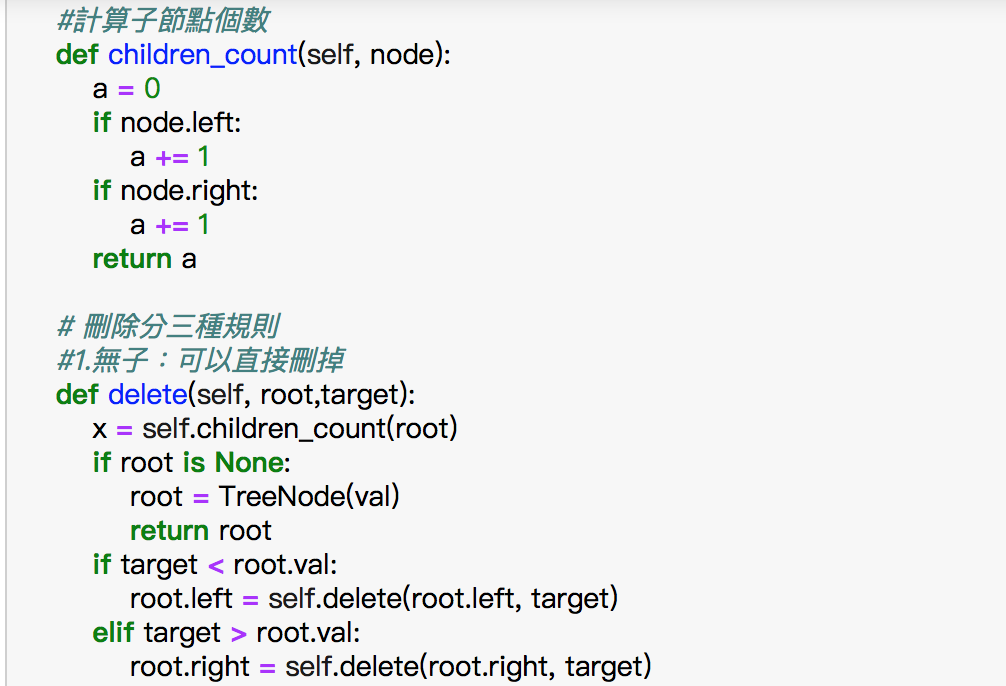 #計算子節點個數
def children_count(self, node):
a = 0
if node.left:
a += 1
if node.right:
a += 1
return a
# 刪除分三種規則
#1.無子：可以直接刪掉
def delete(self, root,target):
x = self.children_count(root)
if root is None:
root = TreeNode(val)
return root
if target < root.val:
root.left = self.delete(root.left, target)
elif target > root.val:
root.right = self.delete(root.right, target)